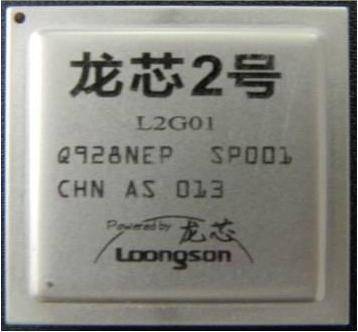 龙芯2号
L2G01
Q928NEP SP001
CHN AS 013
Powered by 龙芯
Loongson